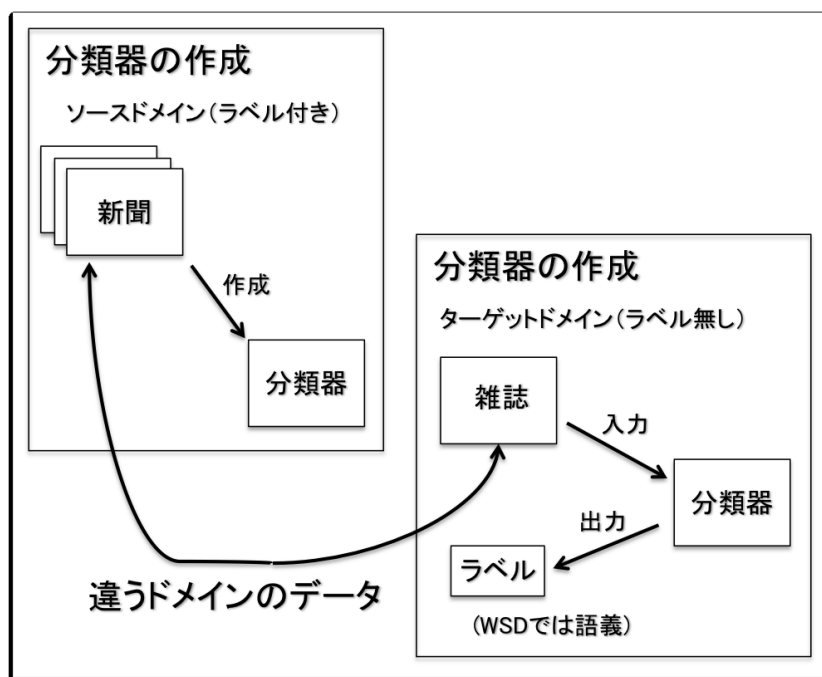 分類器の作成
ソースドメイン(ラベル付き)
新聞
作成
分類器
分類器の作成
ターゲットドメイン(ラベル無し)
雑誌
入力
分類器
出力
ラベル
(WSDでは語義)
違うドメインのデータ